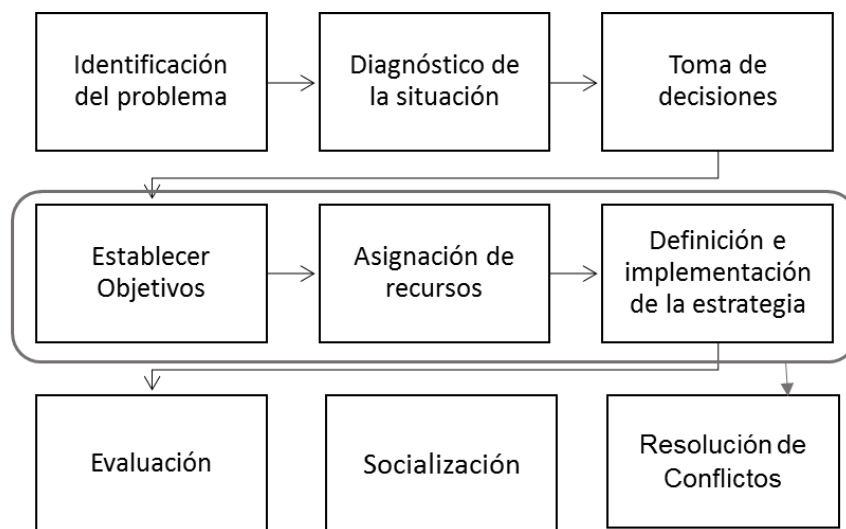 Identificación
del problema
Diagnóstico de
la situación
Toma de
decisiones
Establecer
Objetivos
Asignación de
recursos
Definición e
implementación
de la estrategia
Evaluación
Socialización
Resolución de
Conflictos